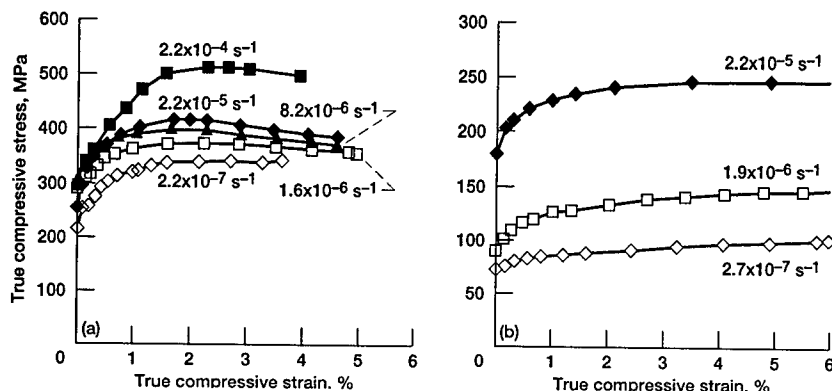 600
500
400
300
200
100
0
True compressive stress, MPa
2.2x10–4 s–1
2.2x10–5 s–1
8.2x10–6 s–1
1.6x10–6 s–1
2.2x10–7 s–1
(a)
0 1 2 3 4 5 6
True compressive strain, %
300
250
200
150
100
50
0
2.2x10–5 s–1
1.9x10–6 s–1
2.7x10–7 s–1
(b)
0 1 2 3 4 5 6
True compressive strain, %